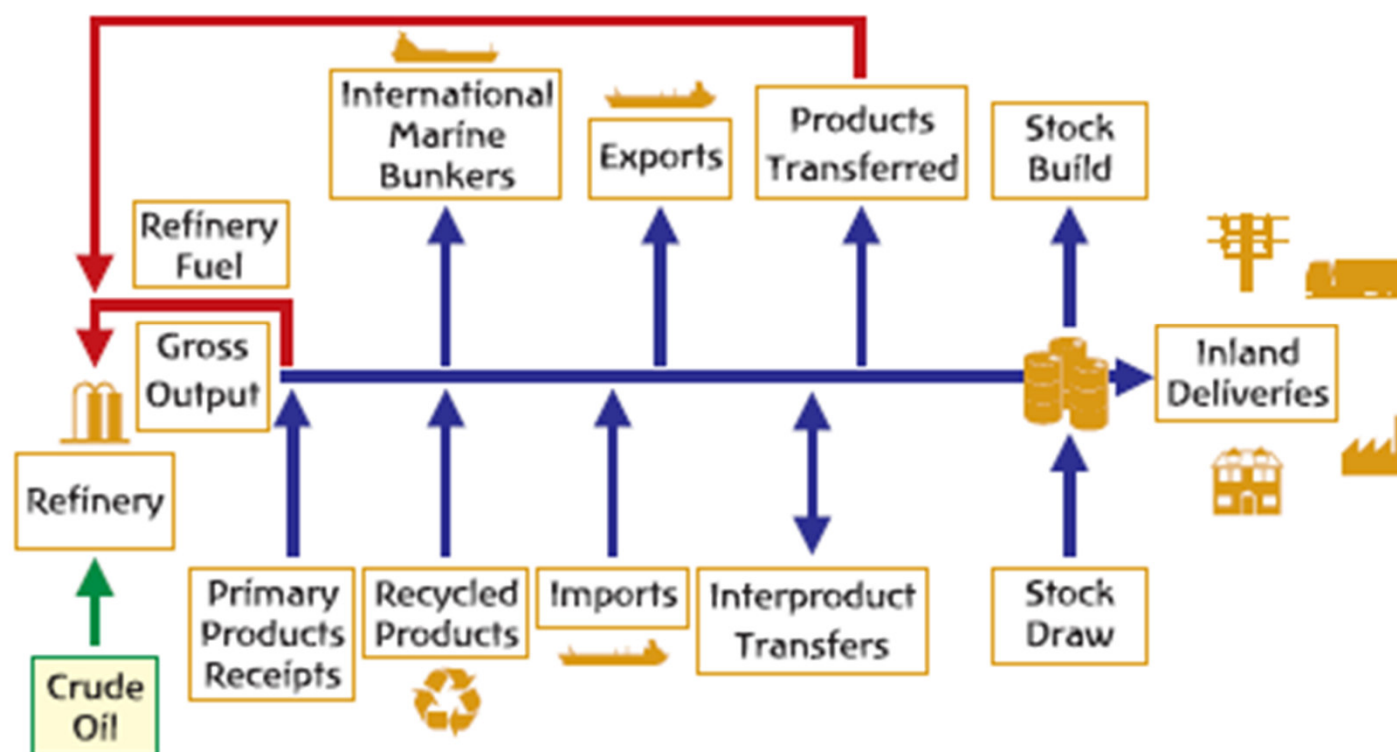 International
Marine
Bunkers
Exports
Products
Transferred
Stock
Build
Refinery
Fuel
Gross
Output
Inland
Deliveries
Refinery
Primary
Products
Receipts
Recycled
Products
Imports
Interproduct
Transfers
Stock
Draw
Crude
Oil